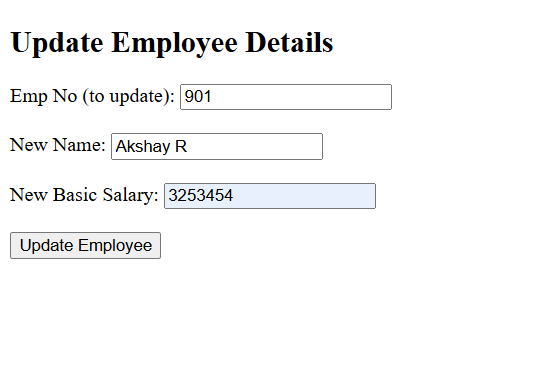 Update Employee Details
Emp No (to update): 901
New Name: Akshay R
New Basic Salary: 3253454
Update Employee